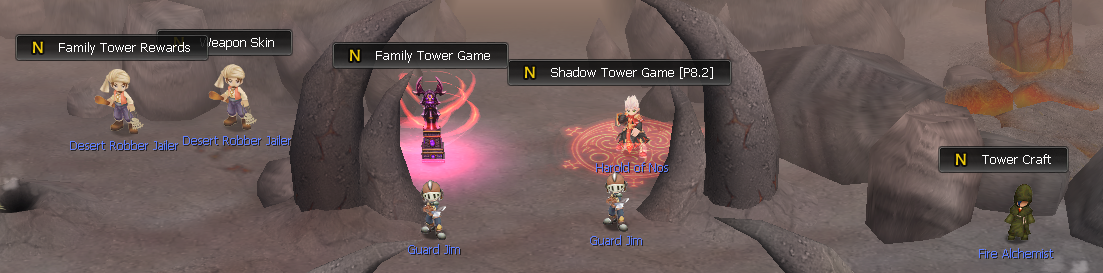 N Weapon Skin
N Family Tower Rewards
N Family Tower Game
N Shadow Tower Game [P8.2]
Desert Robber Jailer
Desert Robber Jailer
Harold of Nas
N Tower Craft
Guard Jim
Guard Jim
Fire Alchemist